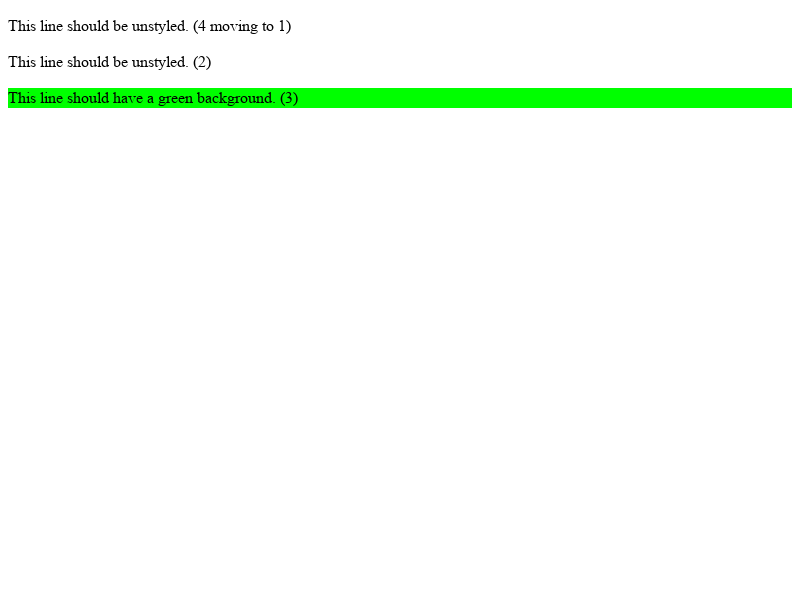 This line should be unstyled. (4 moving to 1)
This line should be unstyled. (2)
This line should have a green background. (3)